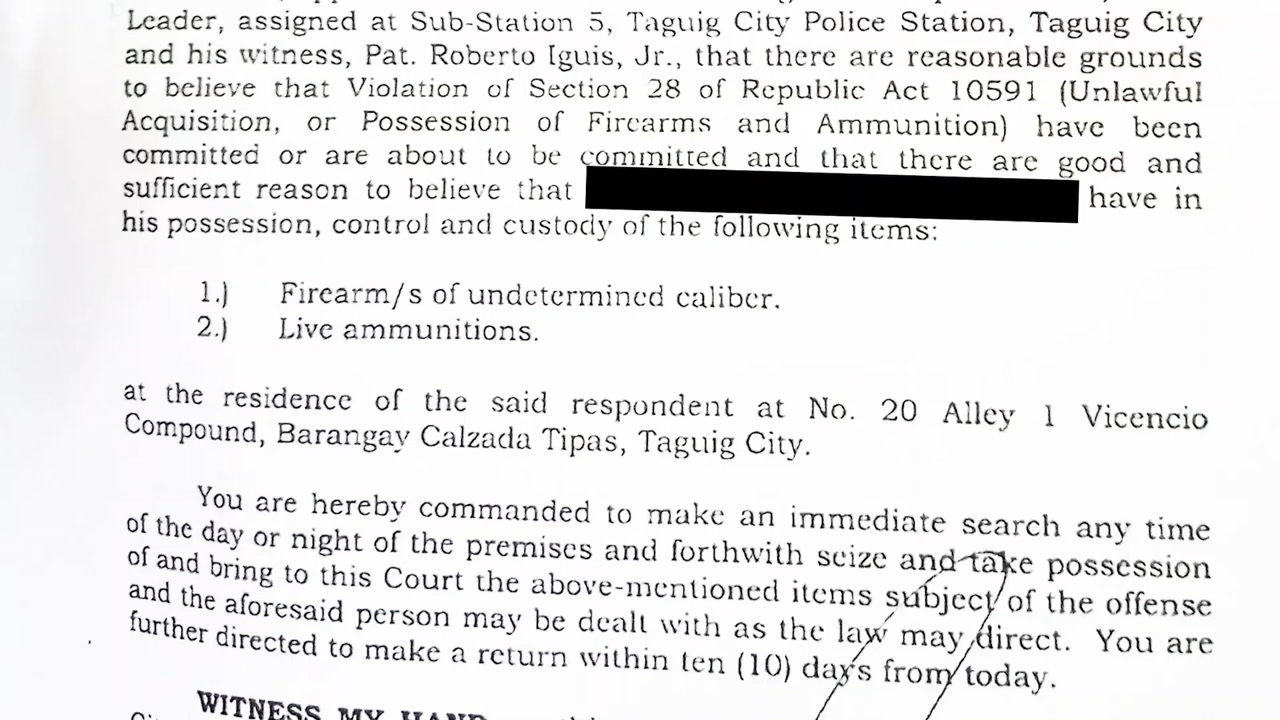 Leader, assigned at Sub-Station 5, Taguig City Police Station, Taguig City
and his witness, Pat. Roberto Iguis, Jr., that there are reasonable grounds
to believe that Violation of Section 28 of Republic Act 10591 (Unlawful
Acquisition, or Possession of Firearms and Ammunition) have been
committed or are about to be committed and that there are good and
sufficient reason to believe that have in
his possession, control and custody of the following items:
1.) Firearm/s of undetermined caliber.
2.) Live ammunitions.
at the residence of the said respondent at No. 20 Alley 1 Vicencio
Compound, Barangay Calzada Tipas, Taguig City.
You are hereby commanded to make an immediate search any time
of the day or night of the premises and forthwith seize and take possession
of and bring to this Court the above-mentioned items subject of the offense
and the aforesaid person may be dealt with as the law may direct. You are
further directed to make a return within ten (10) days from today.
WITNESS MY HAND